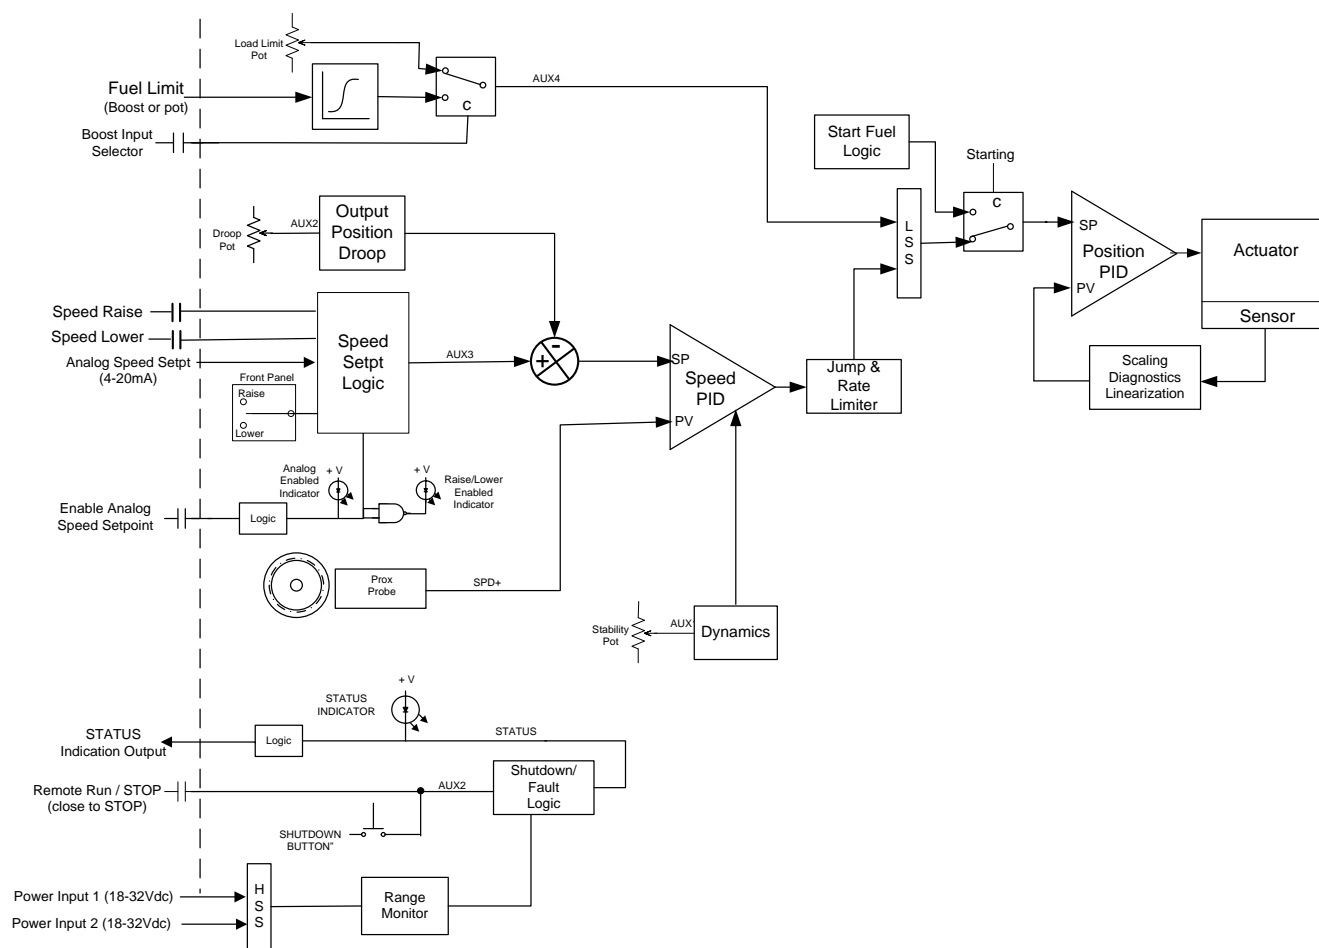 Load Limit
Pot
Fuel Limit
(Boost or pot)
C
AUX4
Boost Input
Selector
Start Fuel
Logic
Starting
C
L
S
S
SP
Position
PID
PV
Actuator
Sensor
Scaling
Diagnostics
Linearization
Droop
Pot
AUX2
Output
Position
Droop
Speed Raise
Speed Lower
Analog Speed Setpt
(4-20mA)
Front Panel
Raise
Lower
Speed
Setpt
Logic
AUX3
-
+
SP
Speed
PID
PV
Jump &
Rate
Limiter
Analog
Enabled
Indicator
+ V
+ V
Raise/Lower
Enabled
Indicator
Enable Analog
Speed Setpoint
Logic
Prox
Probe
SPD+
Stability
Pot
AUX
Dynamics
+ V
STATUS
INDICATOR
STATUS
Indication Output
Logic
STATUS
Remote Run / STOP
(close to STOP)
AUX2
Shutdown/
Fault
Logic
SHUTDOWN
BUTTON"
Power Input 1 (18-32Vdc)
Power Input 2 (18-32Vdc)
H
S
S
Range
Monitor